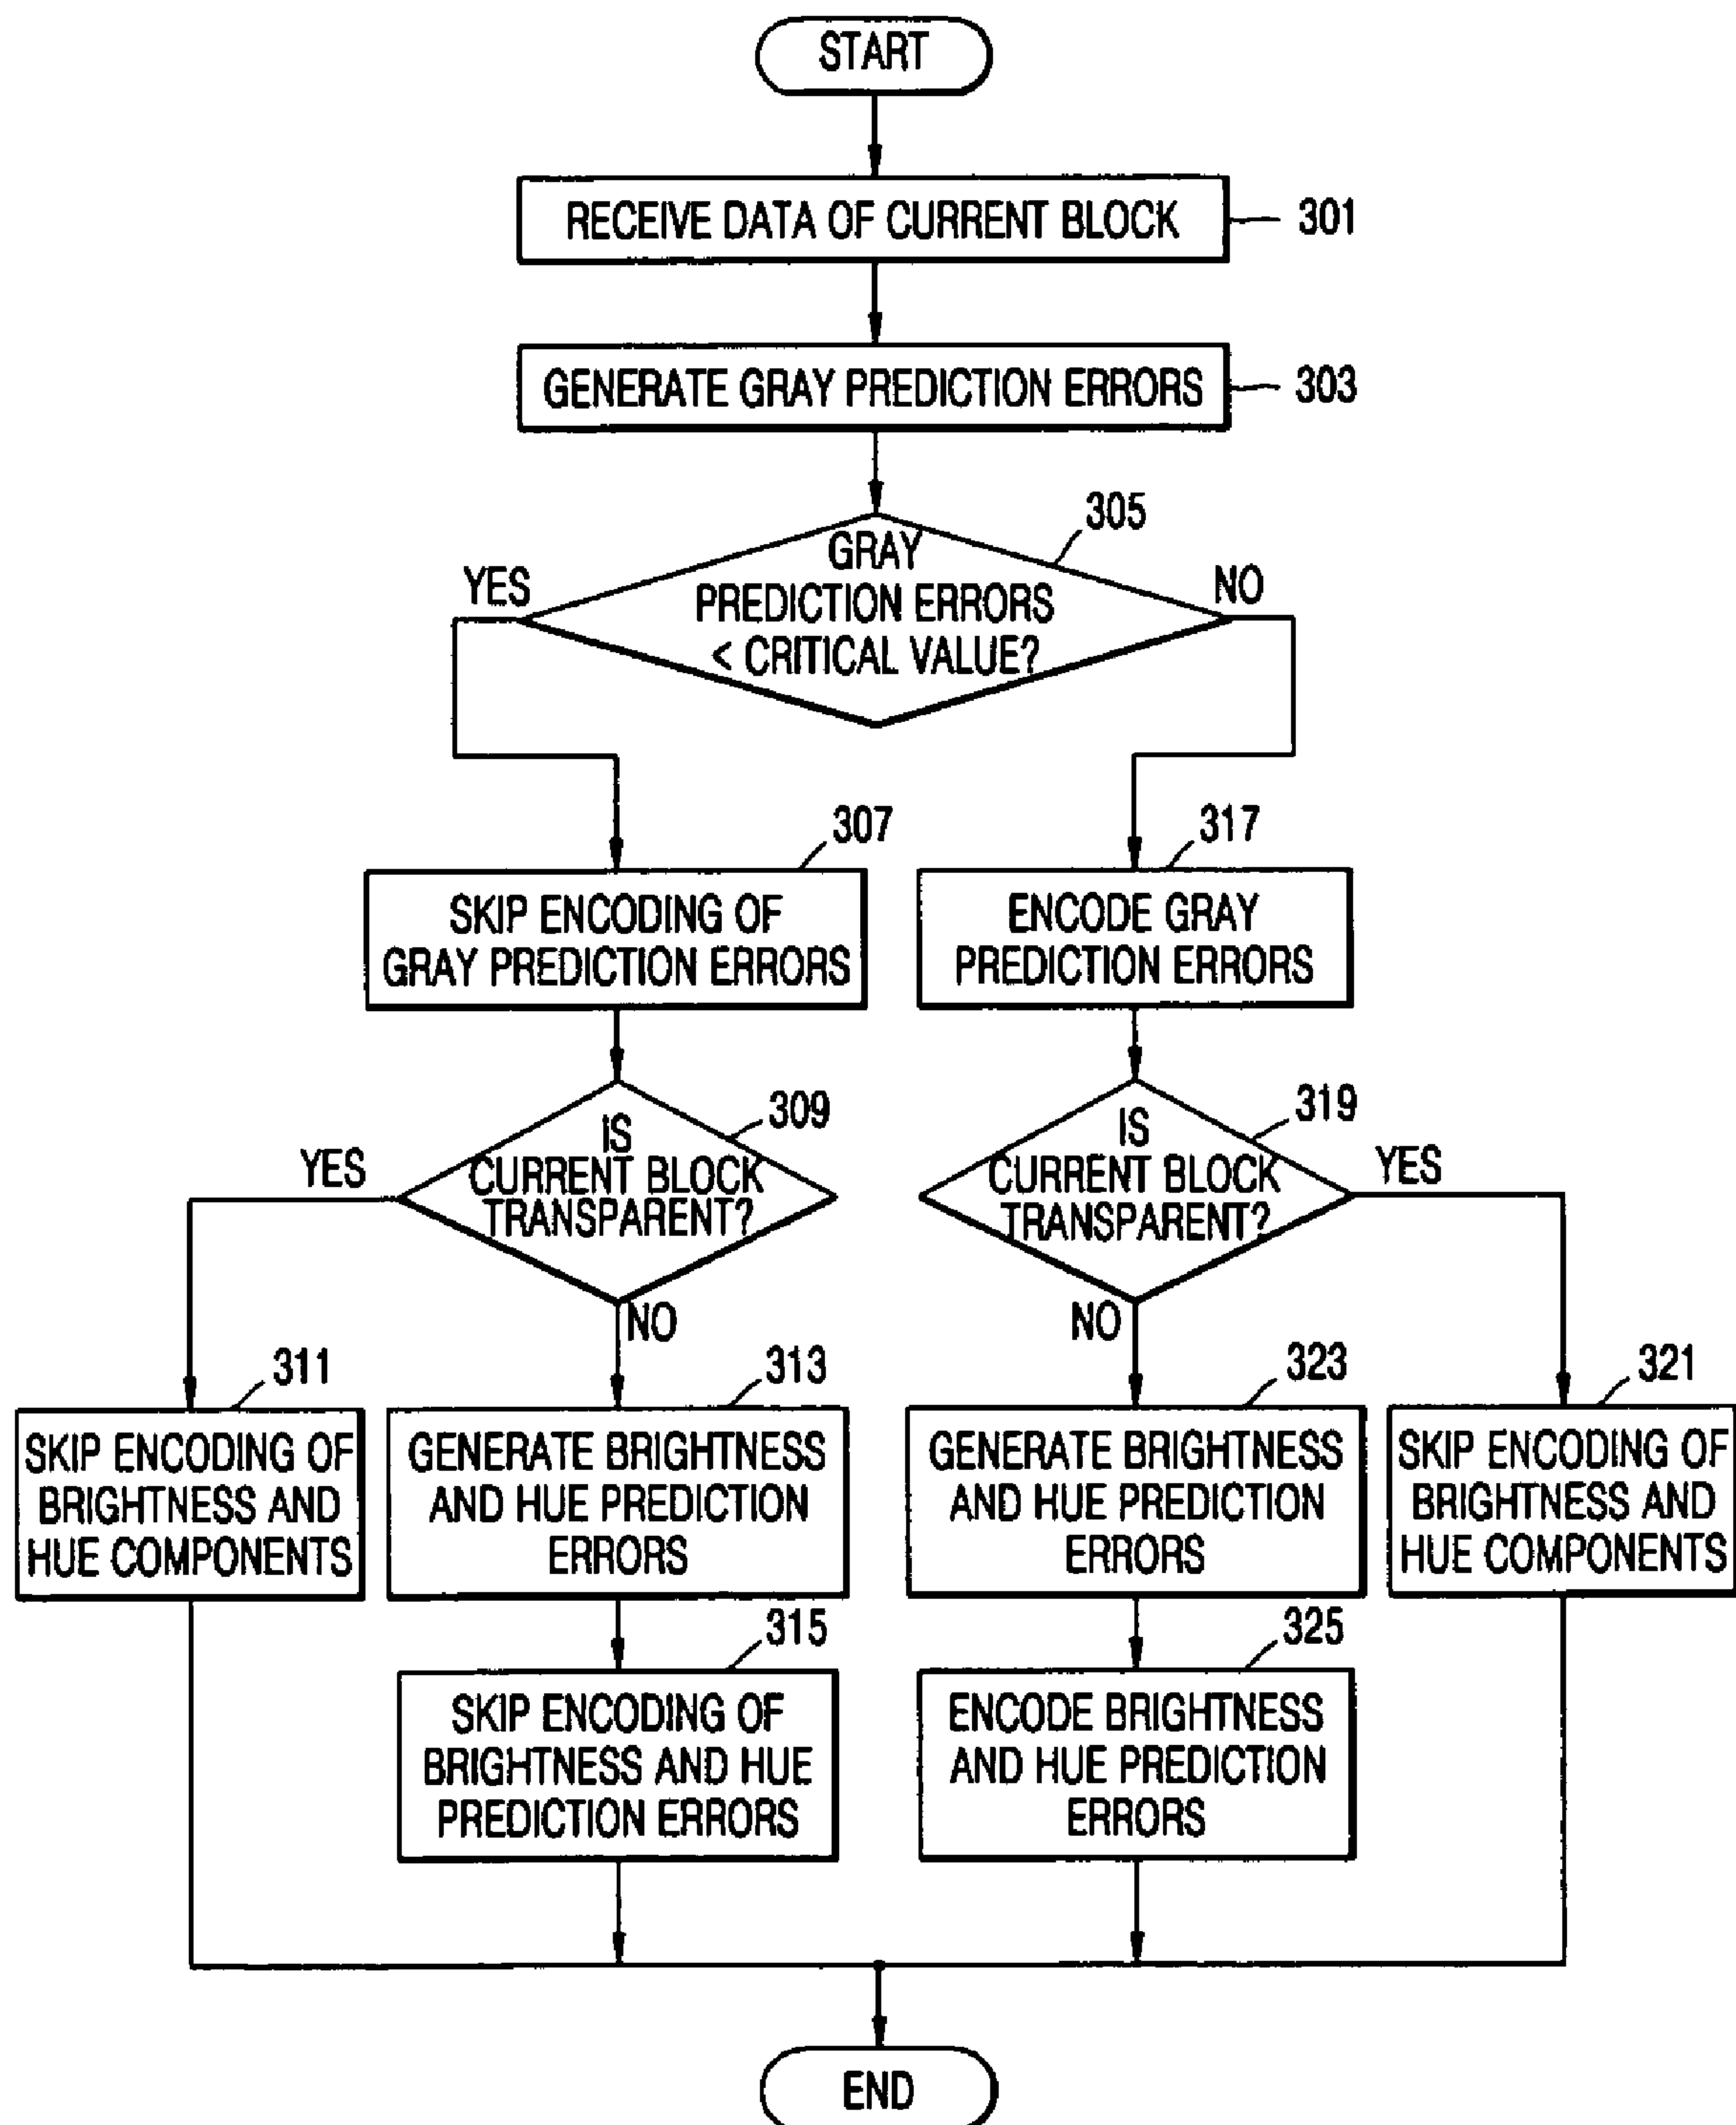 START
RECEIVE DATA OF CURRENT BLOCK
301
GENERATE GRAY PREDICTION ERRORS
303
305
GRAY
PREDICTION ERRORS
< CRITICAL VALUE?
YES
NO
307
SKIP ENCODING OF
GRAY PREDICTION ERRORS
317
ENCODE GRAY
PREDICTION ERRORS
309
IS
CURRENT BLOCK
TRANSPARENT?
YES
NO
319
IS
CURRENT BLOCK
TRANSPARENT?
YES
NO
311
SKIP ENCODING OF
BRIGHTNESS AND
HUE COMPONENTS
313
GENERATE BRIGHTNESS
AND HUE PREDICTION
ERRORS
323
GENERATE BRIGHTNESS
AND HUE PREDICTION
ERRORS
321
SKIP ENCODING OF
BRIGHTNESS AND
HUE COMPONENTS
315
SKIP ENCODING OF
BRIGHTNESS AND HUE
PREDICTION ERRORS
325
ENCODE BRIGHTNESS
AND HUE PREDICTION
ERRORS
END